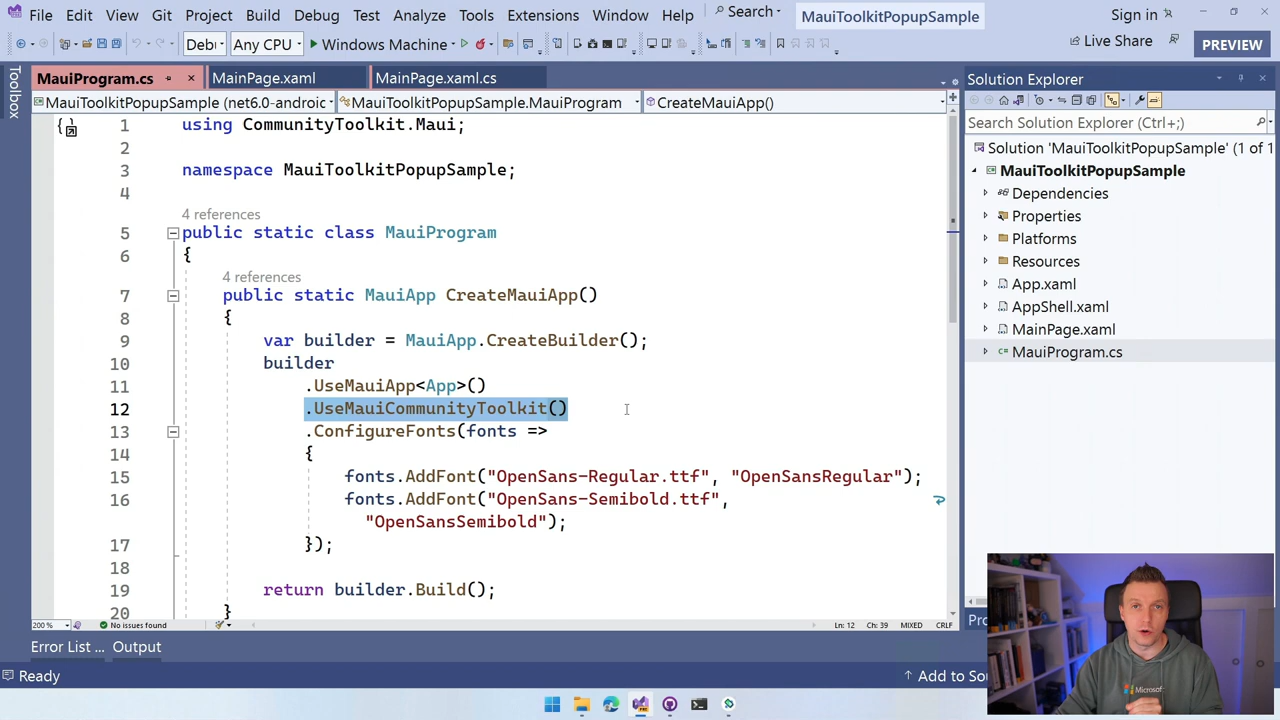 File Edit View Git Project Build Debug Test Analyze Tools Extensions Window Help Search MauiToolkitPopupSample Sign in
Debu Any CPU Windows Machine Live Share PREVIEW
Toolbox
MauiProgram.cs MainPage.xaml MainPage.xaml.cs
MauiToolkitPopupSample (net6.0-androic MauiToolkitPopupSample.MauiProgram CreateMauiApp()
1 using CommunityToolkit.Maui;
2
3 namespace MauiToolkitPopupSample;
4
4 references
5 public static class MauiProgram
6 {
4 references
7 public static MauiApp CreateMauiApp()
8 {
9 var builder = MauiApp.CreateBuilder();
10 builder
11 .UseMauiApp<App>()
12 .UseMauiCommunityToolkit()
13 .ConfigureFonts(fonts =>
14 {
15 fonts.AddFont("OpenSans-Regular.ttf", "OpenSansRegular");
16 fonts.AddFont("OpenSans-Semibold.ttf",
"OpenSansSemibold");
17 });
18
19 return builder.Build();
20 }
200 % No issues found Ln: 12 Ch: 39 MIXED CRLF
Error List ... Output
Ready Add to Sou
Solution Explorer
Search Solution Explorer (Ctrl+;)
Solution 'MauiToolkitPopupSample' (1 of 1
MauiToolkitPopupSample
Dependencies
Properties
Platforms
Resources
App.xaml
AppShell.xaml
MainPage.xaml
MauiProgram.cs
Pro
Microsof